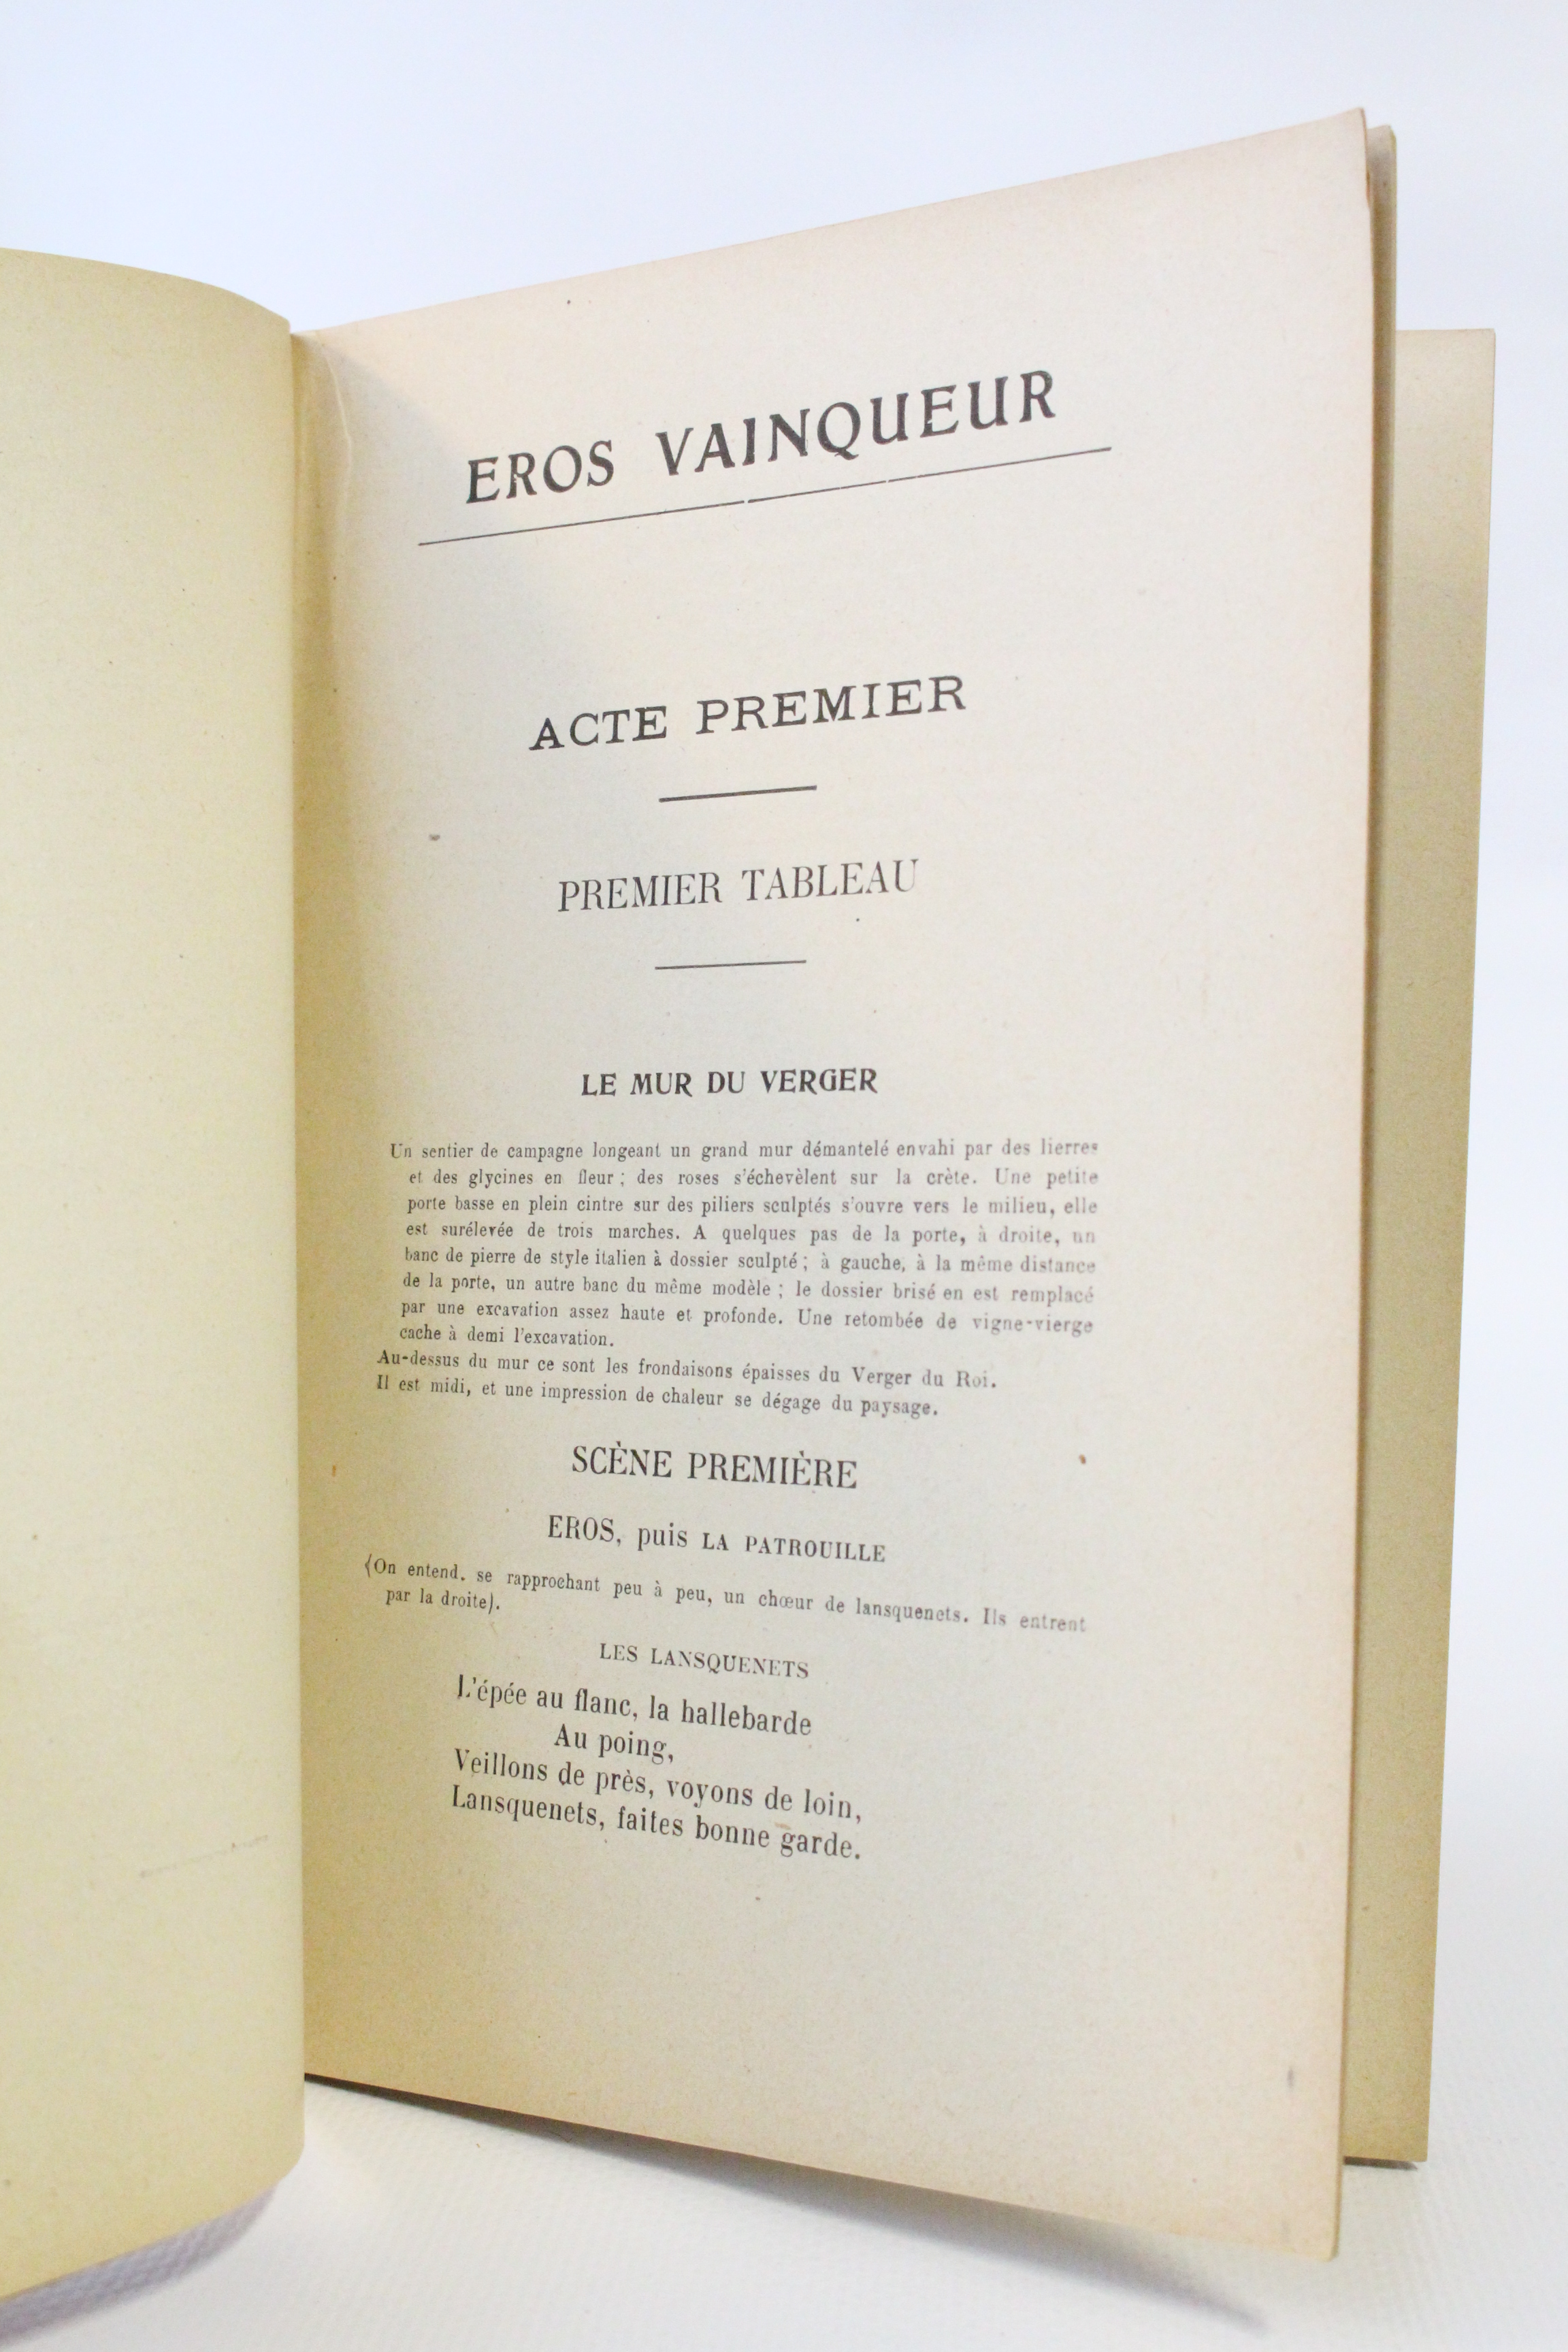 EROS VAINQUEUR
ACTE PREMIER
PREMIER TABLEAU
LE MUR DU VERGER
Un sentier de campagne longeant un grand mur démantelé envahi par des lierres
et des glycines en fleur ; des roses s'échevèlent sur la crète. Une petite
porte basse en plein cintre sur des piliers sculptés s'ouvre vers le milieu, elle
est surélevée de trois marches. A quelques pas de la porte, à droite, un
banc de pierre de style italien à dossier sculpté ; à gauche, à la même distance
de la porte, un autre banc du même modèle ; le dossier brisé en est remplacé
par une excavation assez haute et profonde. Une retombée de vigne-vierge
cache à demi l'excavation.
Au-dessus du mur ce sont les frondaisons épaisses du Verger du Roi.
Il est midi, et une impression de chaleur se dégage du paysage.
SCÈNE PREMIÈRE
EROS, puis LA PATROUILLE
(On entend. se rapprochant peu à peu, un chœur de lansquenets. Ils entrent
par la droite).
LES LANSQUENETS
L'épée au flanc, la hallebarde
Au poing,
Veillons de près, voyons de loin,
Lansquenets, faites bonne garde.